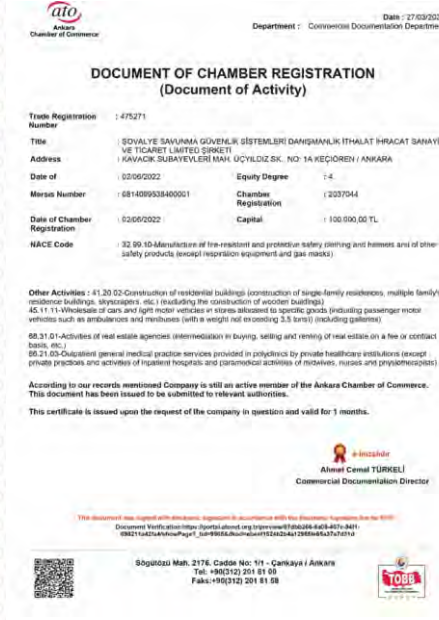 ato
Ankara
Chamber of Commerce
Date : 27/03/202
Department : Commercial Documentation Departme
DOCUMENT OF CHAMBER REGISTRATION
(Document of Activity)
Trade Registration Number : 475271
Title : ŞOVALYE SAVUNMA GÜVENLİK SİSTEMLERİ DANIŞMANLIK İTHALAT İHRACAT SANAYİ
VE TİCARET LİMİTED ŞİRKETİ
Address : KAVACIK SUBAYEVLERİ MAH. ÜÇYILDIZ SK.. NO: 1A KEÇİÖREN / ANKARA
Date of : 02/06/2022 Equity Degree : 4
Mersis Number : 0814099538400001 Chamber Registration : 2037044
Date of Chamber Registration : 02/06/2022 Capital : 100.000,00 TL
NACE Code : 32.99.10-Manufacture of fire-resistant and protective safety clothing and helmets and of other
safety products (except respiration equipment and gas masks)
Other Activities : 41.20.02-Construction of residential buildings (construction of single-family residences, multiple family's
residence buildings, skyscrapers, etc.) (excluding the construction of wooden buildings)
45.11.11-Wholesale of cars and light motor vehicles in stores allocated to specific goods (including passenger motor
vehicles such as ambulances and minibuses (with a weight not exceeding 3.5 tons)) (including galleries)
68.31.01-Activities of real estate agencies (intermediation in buying, selling and renting of real estate on a fee or contract
basis, etc.)
86.21.03-Outpatient general medical practice services provided in polyclinics by private healthcare institutions (except
private practices and activities of inpatient hospitals and paramedical activities of midwives, nurses and physiotherapists)
According to our records mentioned Company is still an active member of the Ankara Chamber of Commerce.
This document has been issued to be submitted to relevant authorities.
This certificate is issued upon the request of the company in question and valid for 1 months.
e-imzalıdır
Ahmet Cemal TÜRKELİ
Commercial Documentation Director
Söğütözü Mah. 2176. Cadde No: 1/1 - Çankaya / Ankara
Tel: +90(312) 201 81 00
Faks:+90(312) 201 81 58
TOBB